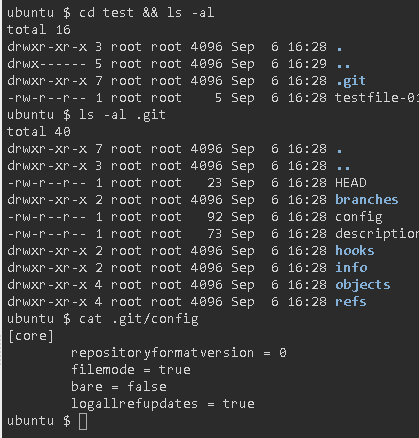 ubuntu $ cd test && ls -al
total 16
drwxr-xr-x 3 root root 4096 Sep  6 16:28 .
drwx------ 5 root root 4096 Sep  6 16:29 ..
drwxr-xr-x 7 root root 4096 Sep  6 16:28 .git
-rw-r--r-- 1 root root    5 Sep  6 16:28 testfile-01
ubuntu $ ls -al .git
total 40
drwxr-xr-x 7 root root 4096 Sep  6 16:28 .
drwxr-xr-x 3 root root 4096 Sep  6 16:28 ..
-rw-r--r-- 1 root root   23 Sep  6 16:28 HEAD
drwxr-xr-x 2 root root 4096 Sep  6 16:28 branches
-rw-r--r-- 1 root root   92 Sep  6 16:28 config
-rw-r--r-- 1 root root   73 Sep  6 16:28 description
drwxr-xr-x 2 root root 4096 Sep  6 16:28 hooks
drwxr-xr-x 2 root root 4096 Sep  6 16:28 info
drwxr-xr-x 4 root root 4096 Sep  6 16:28 objects
drwxr-xr-x 4 root root 4096 Sep  6 16:28 refs
ubuntu $ cat .git/config
[core]
        repositoryformatversion = 0
        filemode = true
        bare = false
        logallrefupdates = true
ubuntu $